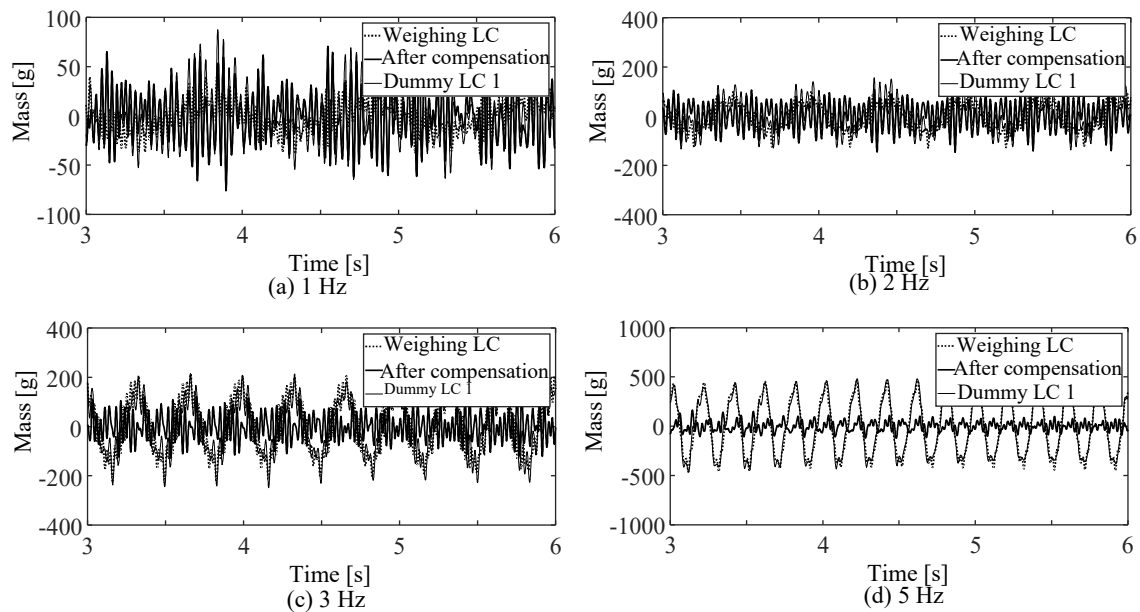 100
50
0
-50
-100
Mass [g]
Weighing LC
After compensation
Dummy LC 1
3 4 5 6
Time [s]
(a) 1 Hz
400
200
0
-200
-400
Mass [g]
Weighing LC
After compensation
Dummy LC 1
3 4 5 6
Time [s]
(b) 2 Hz
400
200
0
-200
-400
Mass [g]
Weighing LC
After compensation
Dummy LC 1
3 4 5 6
Time [s]
(c) 3 Hz
1000
500
0
-500
-1000
Mass [g]
Weighing LC
After compensation
Dummy LC 1
3 4 5 6
Time [s]
(d) 5 Hz